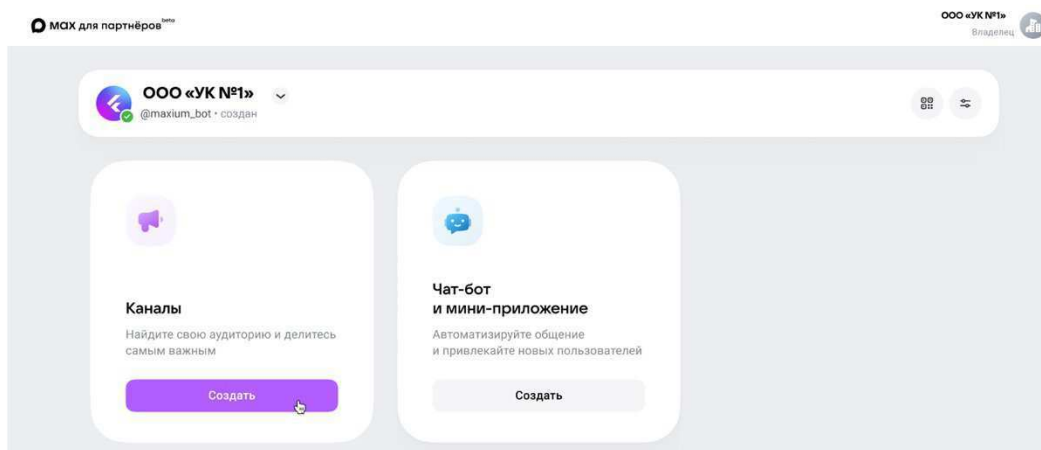 max для партнёров beta
ООО «УК №1»
Владелец
ООО «УК №1»
@maxium_bot • создан
Каналы
Найдите свою аудиторию и делитесь
самым важным
Создать
Чат-бот
и мини-приложение
Автоматизируйте общение
и привлекайте новых пользователей
Создать